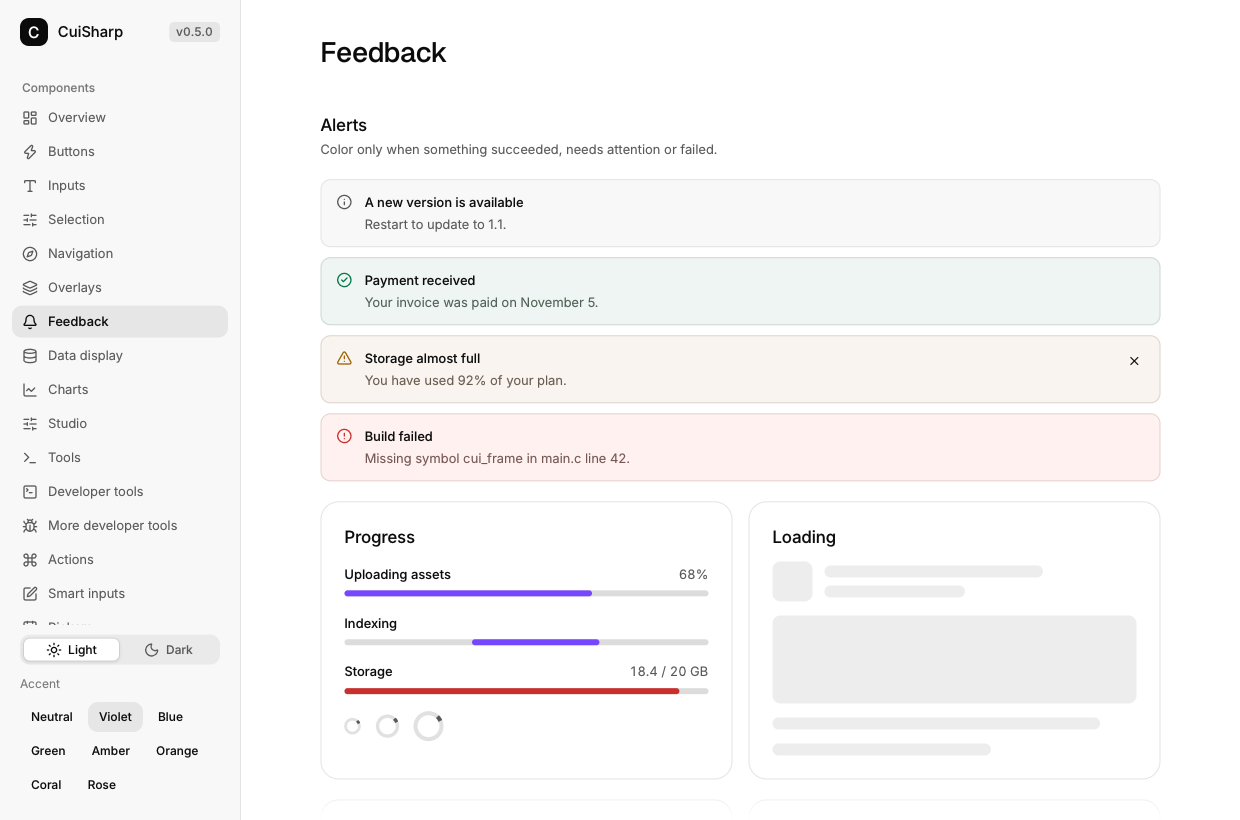 C CuiSharp v0.5.0
Components
Overview
Buttons
Inputs
Selection
Navigation
Overlays
Feedback
Data display
Charts
Studio
Tools
Developer tools
More developer tools
Actions
Smart inputs
Light Dark
Accent
Neutral Violet Blue
Green Amber Orange
Coral Rose
Feedback
Alerts
Color only when something succeeded, needs attention or failed.
A new version is available
Restart to update to 1.1.
Payment received
Your invoice was paid on November 5.
Storage almost full
You have used 92% of your plan.
Build failed
Missing symbol cui_frame in main.c line 42.
Progress
Uploading assets 68%
Indexing
Storage 18.4 / 20 GB
Loading